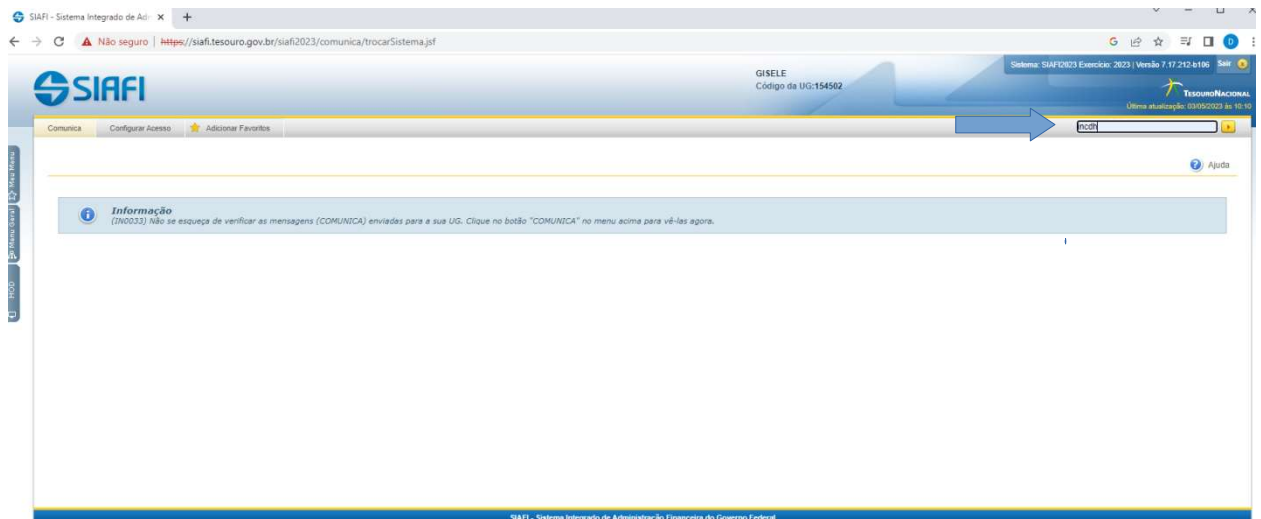 SIAFI - Sistema Integrado de Ad
Não seguro | https://siafi.tesouro.gov.br/siafi2023/comunica/trocarSistema.jsf
G
D
SIAFI
GISELE
Código da UG:154502
Sistema: SIAFI2023 Exercício: 2023 | Versão 7.17.212-b106 Sair
TESOURONACIONAL
Última atualização: 03/05/2023 às 10:10
Comunica Configurar Acesso Adicionar Favoritos
incdh
Meu Menu
Menu Geral
MOD
Ajuda
Informação
(IN0033) Não se esqueça de verificar as mensagens (COMUNICA) enviadas para a sua UG. Clique no botão "COMUNICA" no menu acima para vê-las agora.
SIAFI - Sistema Integrado de Administração Financeira do Governo Federal